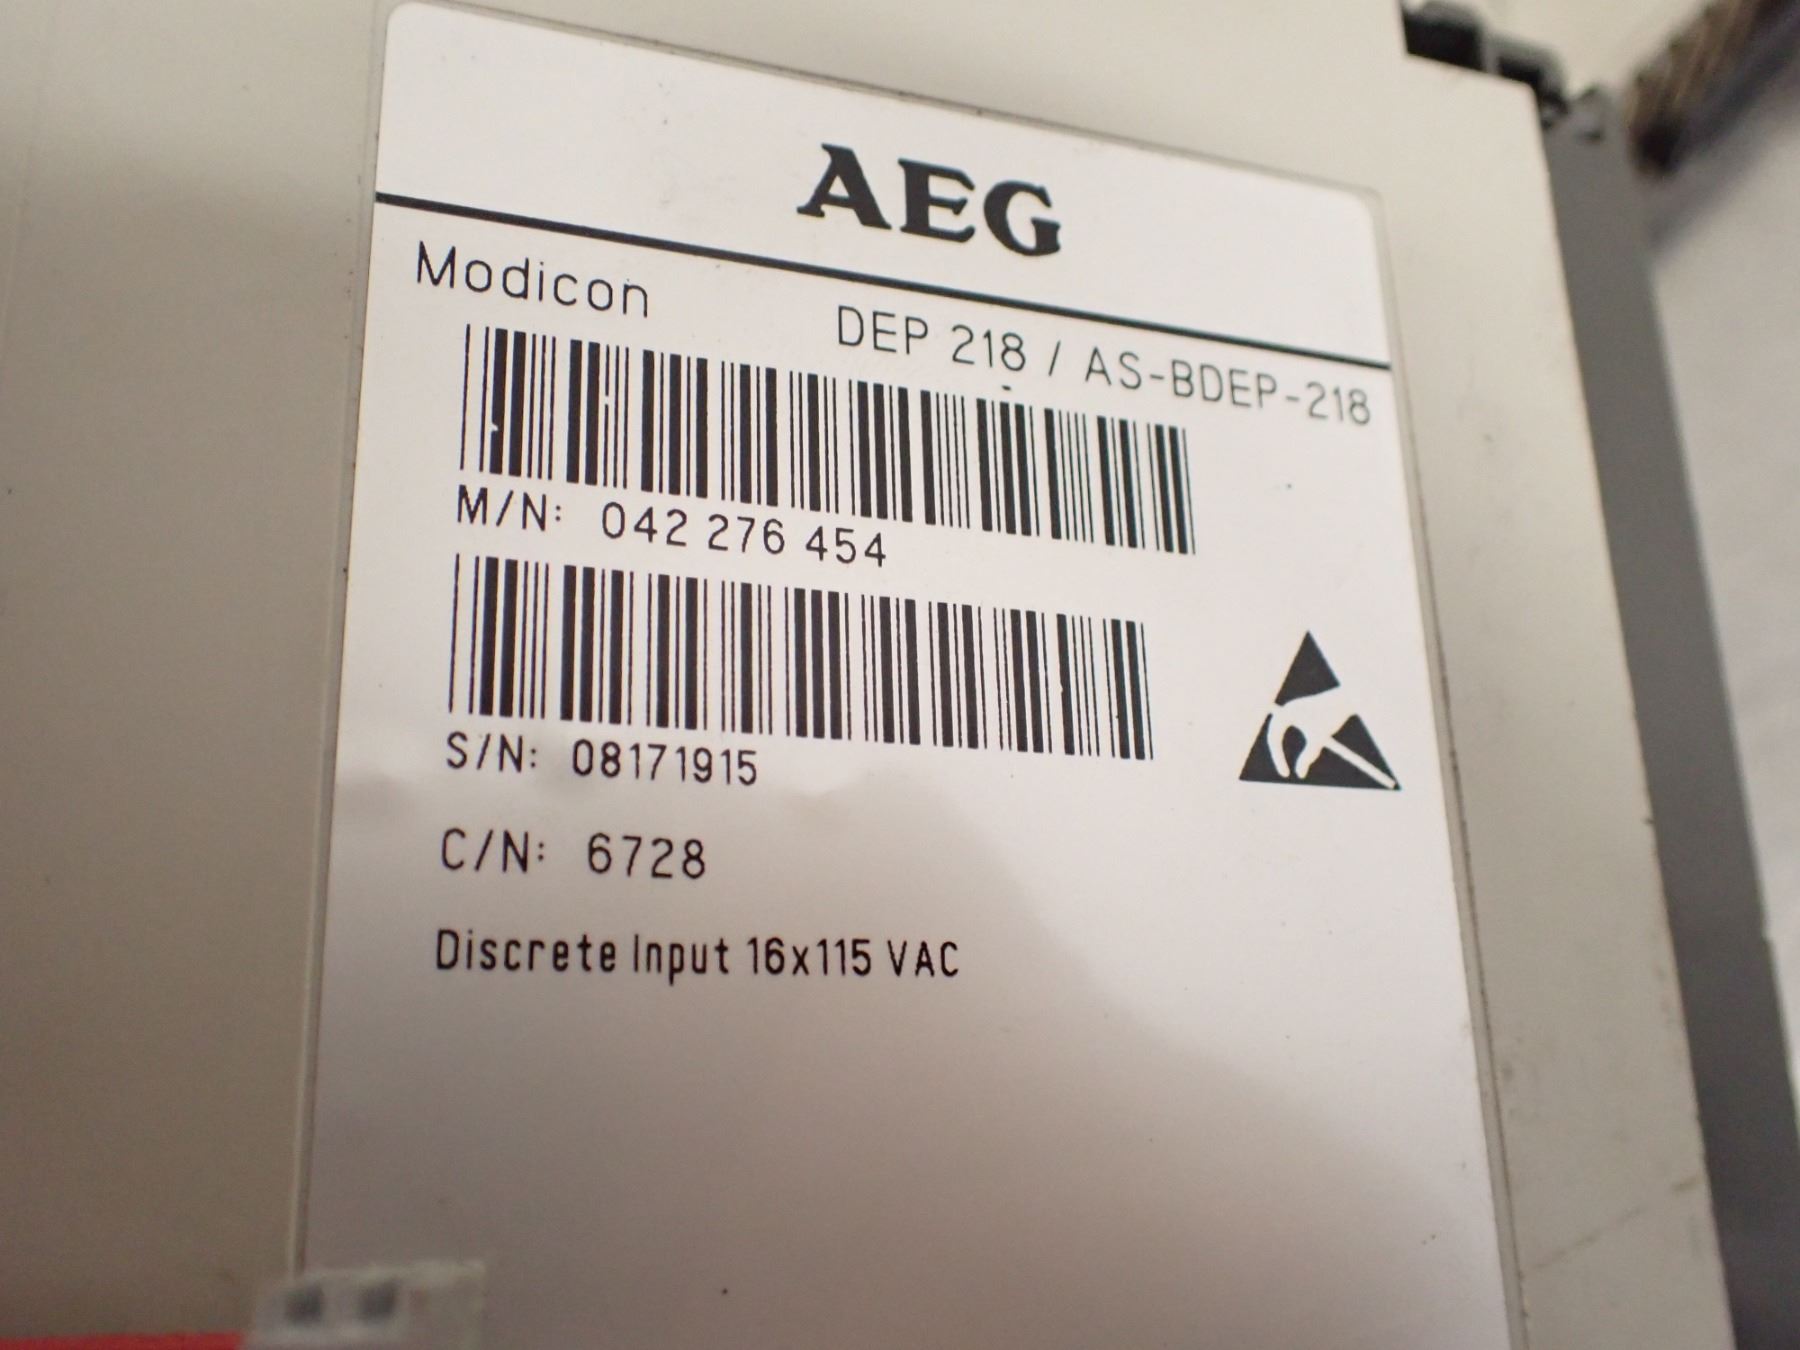 AEG
Modicon
DEP 218 / AS-BDEP-218
M/N: 042 276 454
S/N: 08171915
C/N: 6728
Discrete Input 16x115 VAC